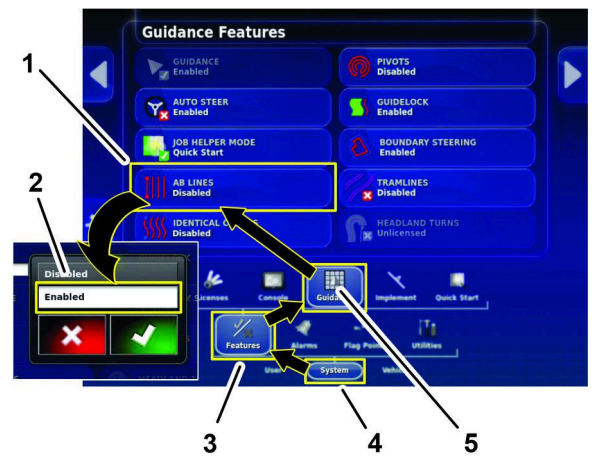 Guidance Features
GUIDANCE
Enabled
PIVOTS
Disabled
AUTO STEER
Enabled
GUIDELOCK
Enabled
JOB HELPER MODE
Quick Start
BOUNDARY STEERING
Enabled
AB LINES
Disabled
TRAMLINES
Disabled
IDENTICAL
Disabled
HEADLAND TURNS
Unlicensed
Disabled
Enabled
Licenses
Console
Guidance
Implement
Quick Start
Features
Alarms
Flag Points
Utilities
User
System
Vehicle
1
2
3
4
5